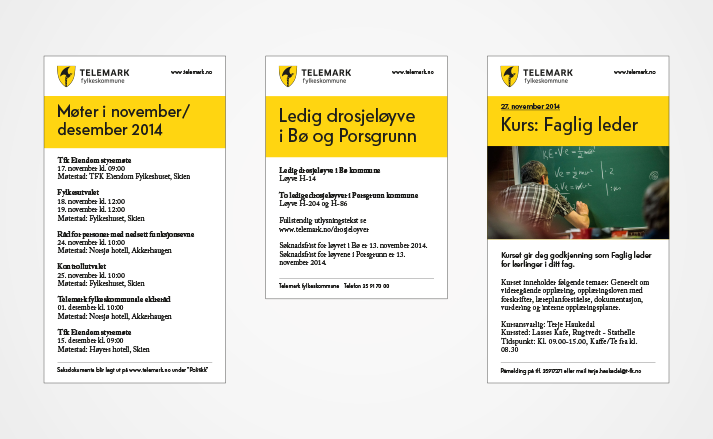 TELEMARK
fylkeskommune
www.telemark.no
Møter i november/
desember 2014
Tfk Eiendom styremøte
17. november kl. 09:00
Møtestad: TFK Eiendom Fylkeshuset, Skien
Fylkesutvalet
18. november kl. 12:00
19. november kl. 12:00
Møtestad: Fylkeshuset, Skien
Råd for personer med nedsett funksjonsevne
24. november kl. 10:00
Møtestad: Norsjø hotell, Akkerhaugen
Kontrollutvalet
25. november kl. 10:00
Møtestad: Fylkeshuset, Skien
Telemark fylkeskommunale eldreråd
01. desember kl. 10:00
Møtestad: Norsjø hotell, Akkerhaugen
Tfk Eiendom styremøte
15. desember kl. 09:00
Møtestad: Høyers hotell, Skien
Saksdokumenta blir lagt ut på www.telemark.no under "Politikk"
TELEMARK
fylkeskommune
www.telemark.no
Ledig drosjeløyve
i Bø og Porsgrunn
Ledig drosjeløyve i Bø kommune
Løyve H-14
To ledige drosjeløyver i Porsgrunn kommune
Løyve H-204 og H-86
Fullstendig utlysningstekst se
www.telemark.no/drosjeloyver
Søknadsfrist for løyvet i Bø er 13. november 2014.
Søknadsfrist for løyvene i Porsgrunn er 13.
november 2014.
Telemark fylkeskommune Telefon 35 91 70 00
TELEMARK
fylkeskommune
www.telemark.no
27. november 2014
Kurs: Faglig leder
Kurset gir deg godkjenning som Faglig leder
for lærlinger i ditt fag.
Kurset inneholder følgende temaer: Generelt om
videregående opplæring, opplæringsloven med
forskrifter, læreplanforståelse, dokumentasjon,
vurdering og interne opplæringsplaner.
Kursansvarlig: Terje Haukedal
Kurssted: Lasses Kafe, Rugtvedt - Stathelle
Tidspunkt: Kl. 09.00-15.00, Kaffe/Te fra kl.
08.30
Påmelding på tlf. 35917271 eller mail terje.haukedal@t-fk.no